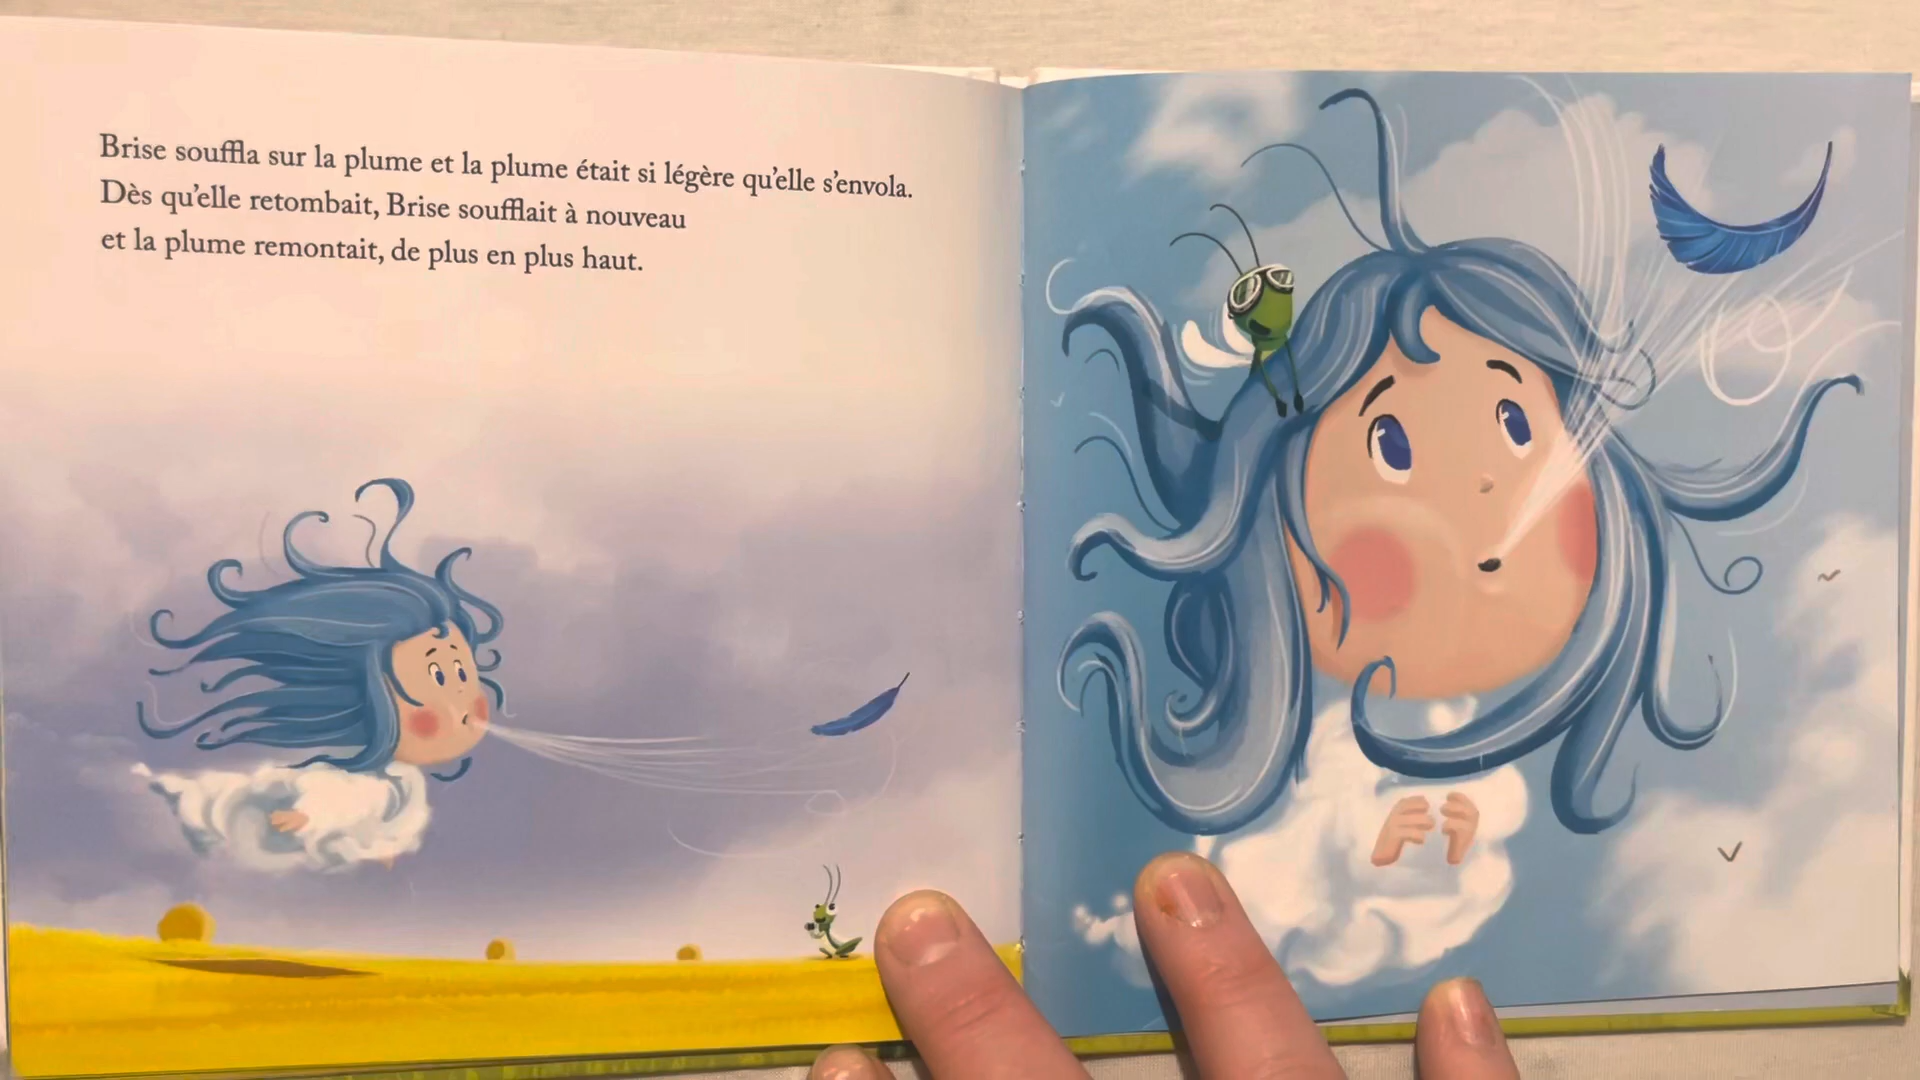 Brise souffla sur la plume et la plume était si légère qu’elle s’envola.
Dès qu’elle retombait, Brise soufflait à nouveau
et la plume remontait, de plus en plus haut.